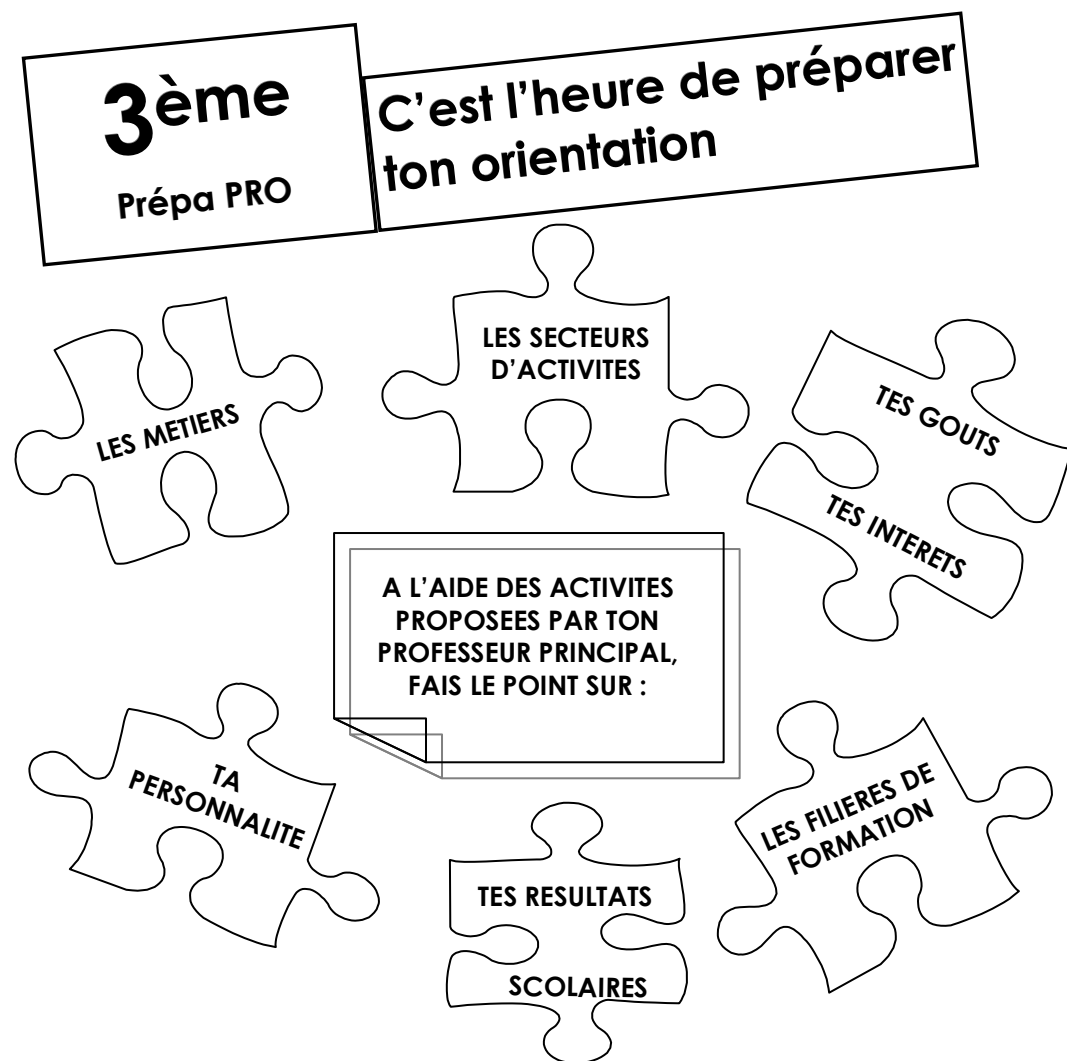 3ème
Prépa PRO
C’est l’heure de préparer
ton orientation
LES METIERS
LES SECTEURS
D’ACTIVITES
TES GOUTS
TES INTERETS
A L’AIDE DES ACTIVITES
PROPOSEES PAR TON
PROFESSEUR PRINCIPAL,
FAIS LE POINT SUR :
TA
PERSONNALITE
TES RESULTATS
SCOLAIRES
LES FILIERES DE
FORMATION